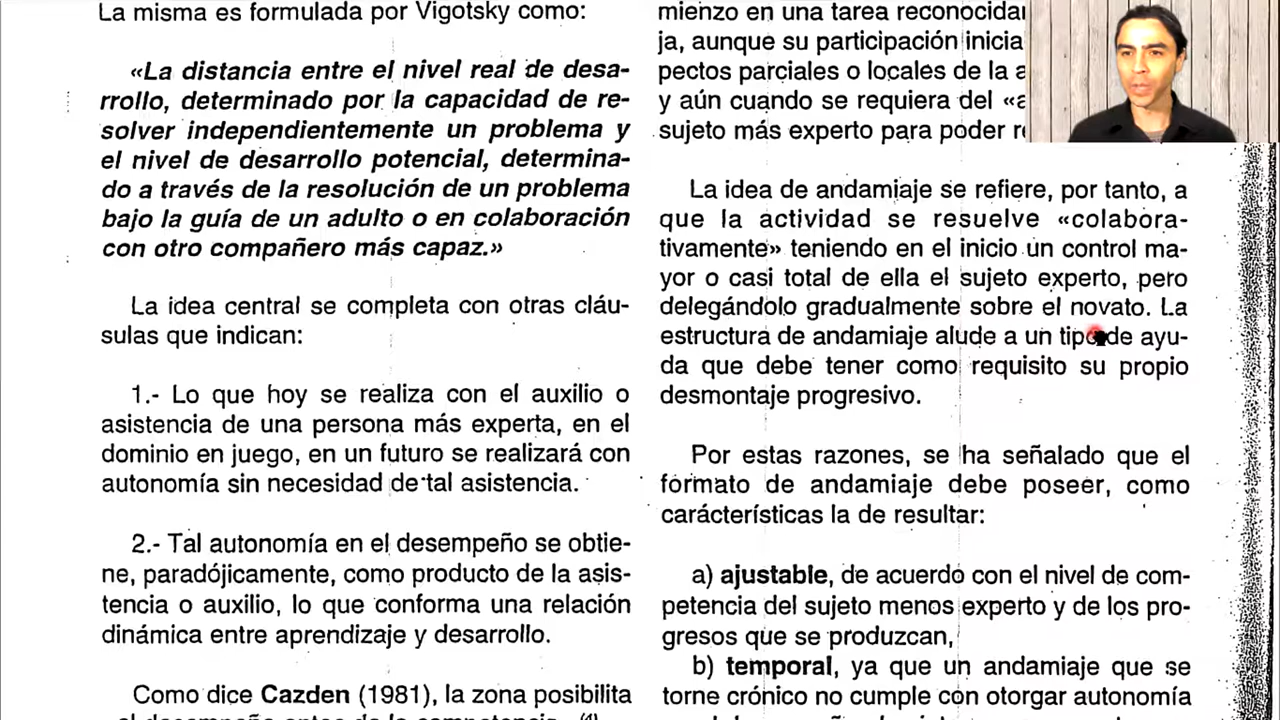 La misma es formulada por Vigotsky como:
«La distancia entre el nivel real de desa-
rrollo, determinado por la capacidad de re-
solver independientemente un problema y
el nivel de desarrollo potencial, determina-
do a través de la resolución de un problema
bajo la guía de un adulto o en colaboración
con otro compañero más capaz.»
La idea central se completa con otras cláu-
sulas que indican:
1.- Lo que hoy se realiza con el auxilio o
asistencia de una persona más experta, en el
dominio en juego, en un futuro se realizará con
autonomía sin necesidad de tal asistencia.
2.- Tal autonomía en el desempeño se obtie-
ne, paradójicamente, como producto de la asis-
tencia o auxilio, lo que conforma una relación
dinámica entre aprendizaje y desarrollo.
Como dice Cazden (1981), la zona posibilita
mienzo en una tarea
ja, aunque su participación
pectos parciales o locales de la
y aún cuando se requiera del
sujeto más experto para poder
La idea de andamiaje se refiere, por tanto, a
que la actividad se resuelve «colabora-
tivamente» teniendo en el inicio un control ma-
yor o casi total de ella el sujeto experto, pero
delegándolo gradualmente sobre el novato. La
estructura de andamiaje alude a un tipo de ayu-
da que debe tener como requisito su propio
desmontaje progresivo.
Por estas razones, se ha señalado que el
formato de andamiaje debe poseer, como
carácterísticas la de resultar:
a) ajustable, de acuerdo con el nivel de com-
petencia del sujeto menos experto y de los pro-
gresos que se produzcan,
b) temporal, ya que un andamiaje que se
torne crónico no cumple con otorgar autonomía